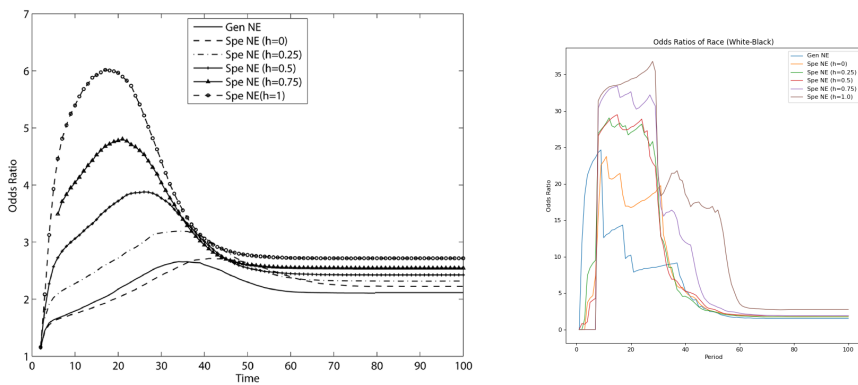 Gen NE
Spe NE (h=0)
Spe NE (h=0.25)
Spe NE (h=0.5)
Spe NE (h=0.75)
Spe NE(h=1)
Odds Ratio
7
6
5
4
3
2
1
0 10 20 30 40 50 60 70 80 90 100
Time
Odds Ratios of Race (White-Black)
Gen NE
Spe NE (h=0)
Spe NE (h=0.25)
Spe NE (h=0.5)
Spe NE (h=0.75)
Spe NE (h=1.0)
Odds Ratio
35
30
25
20
15
10
5
0
0 20 40 60 80 100
Period